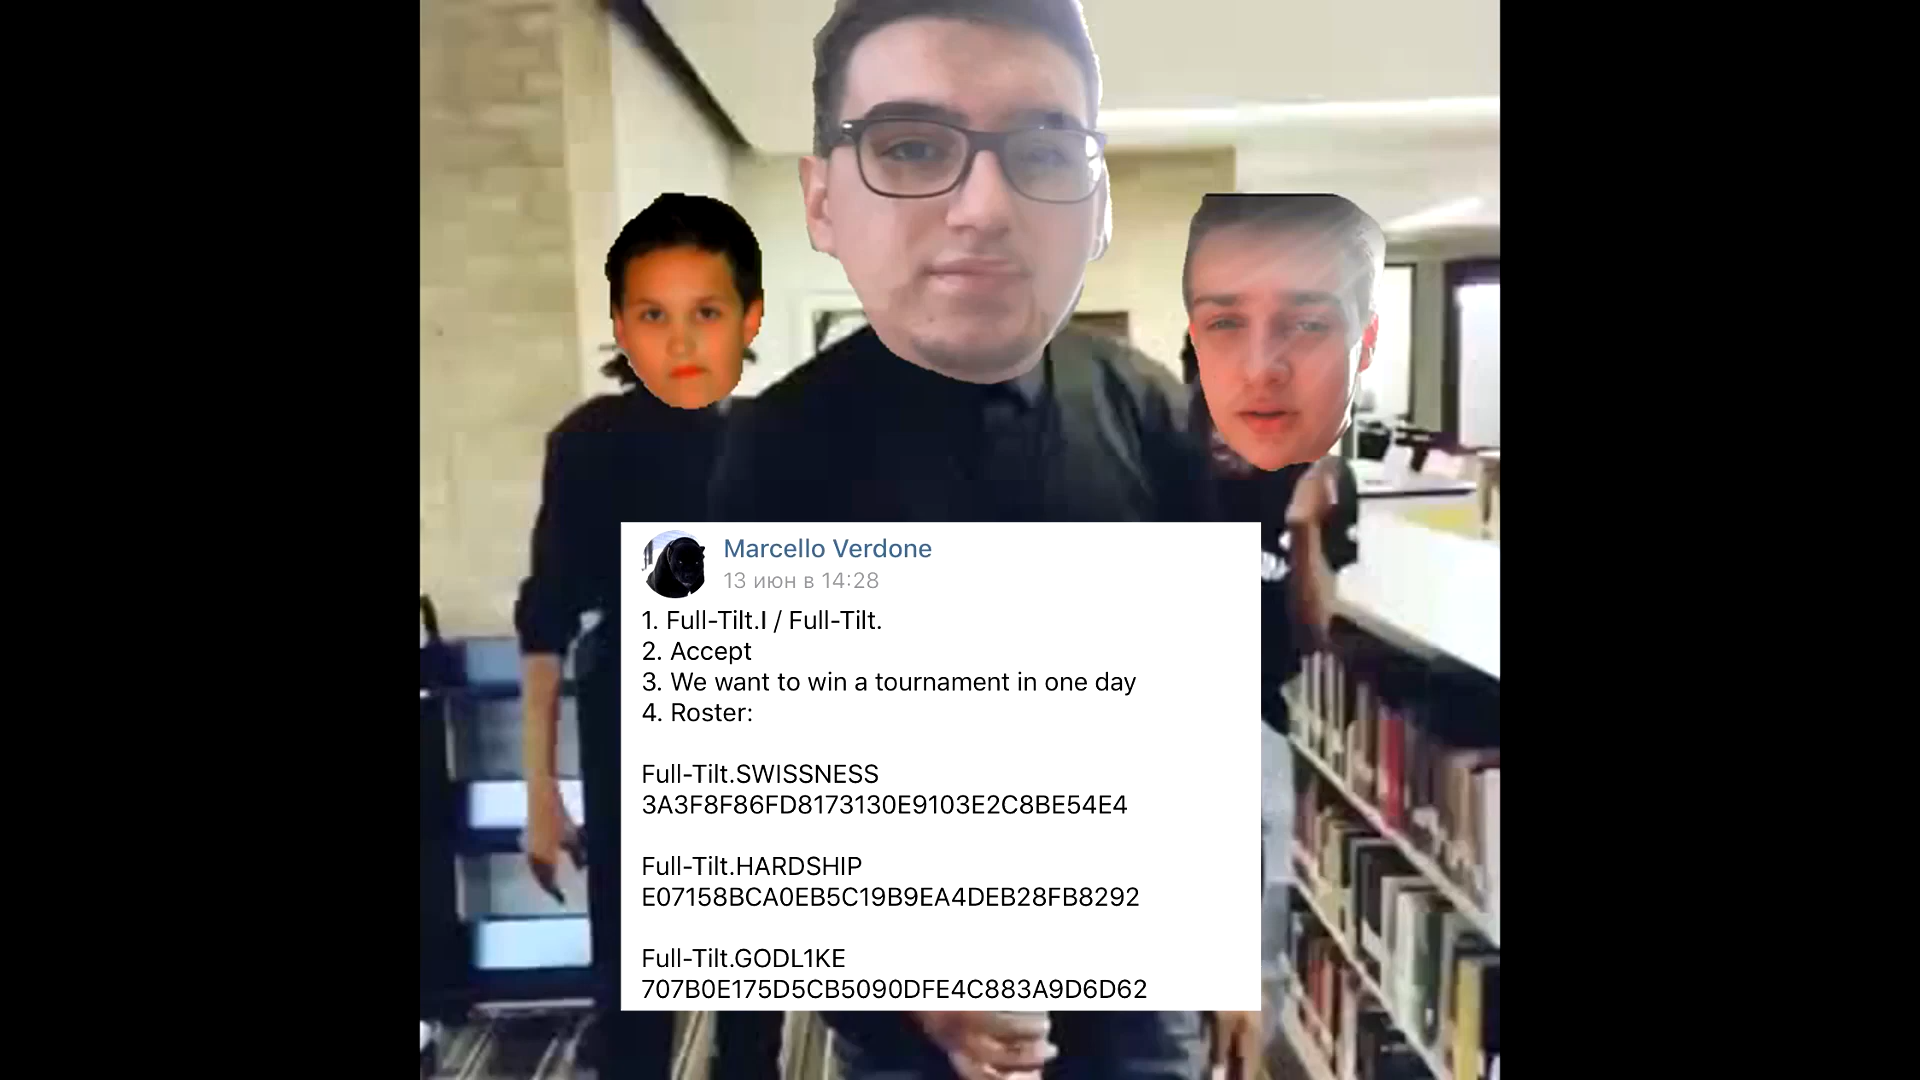 Marcello Verdone
13 июн в 14:28
1. Full-Tilt.I / Full-Tilt.
2. Accept
3. We want to win a tournament in one day
4. Roster:
Full-Tilt.SWISSNESS
3A3F8F86FD8173130E9103E2C8BE54E4
Full-Tilt.HARDSHIP
E07158BCA0EB5C19B9EA4DEB28FB8292
Full-Tilt.GODL1KE
707B0E175D5CB5090DFE4C883A9D6D62